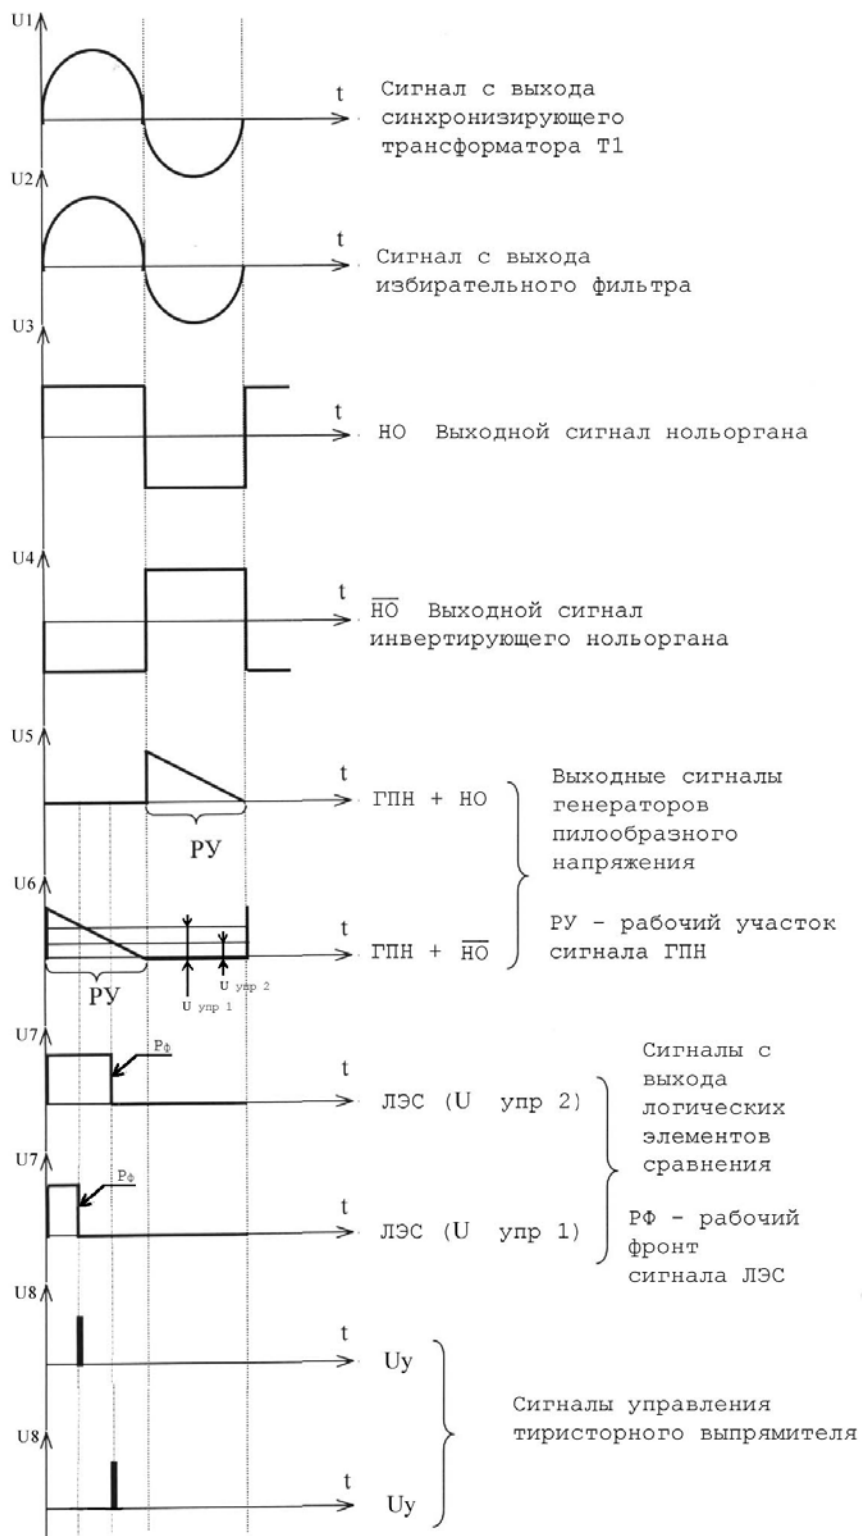 U1
t
Сигнал с выхода
синхронизирующего
трансформатора Т1
U2
t
Сигнал с выхода
избирательного фильтра
U3
t
НО Выходной сигнал нольоргана
U4
t
НО Выходной сигнал
инвертирующего нольоргана
U5
t
ГПН + НО
РУ
Выходные сигналы
генераторов
пилообразного
напряжения
U6
t
ГПН + НО
РУ
U упр 1
U упр 2
РУ – рабочий участок
сигнала ГПН
U7
Рф
t
ЛЭС (U упр 2)
Сигналы с
выхода
логических
элементов
сравнения
U7
Рф
t
ЛЭС (U упр 1)
РФ – рабочий
фронт
сигнала ЛЭС
U8
t
Uу
Сигналы управления
тиристорного выпрямителя
U8
t
Uу